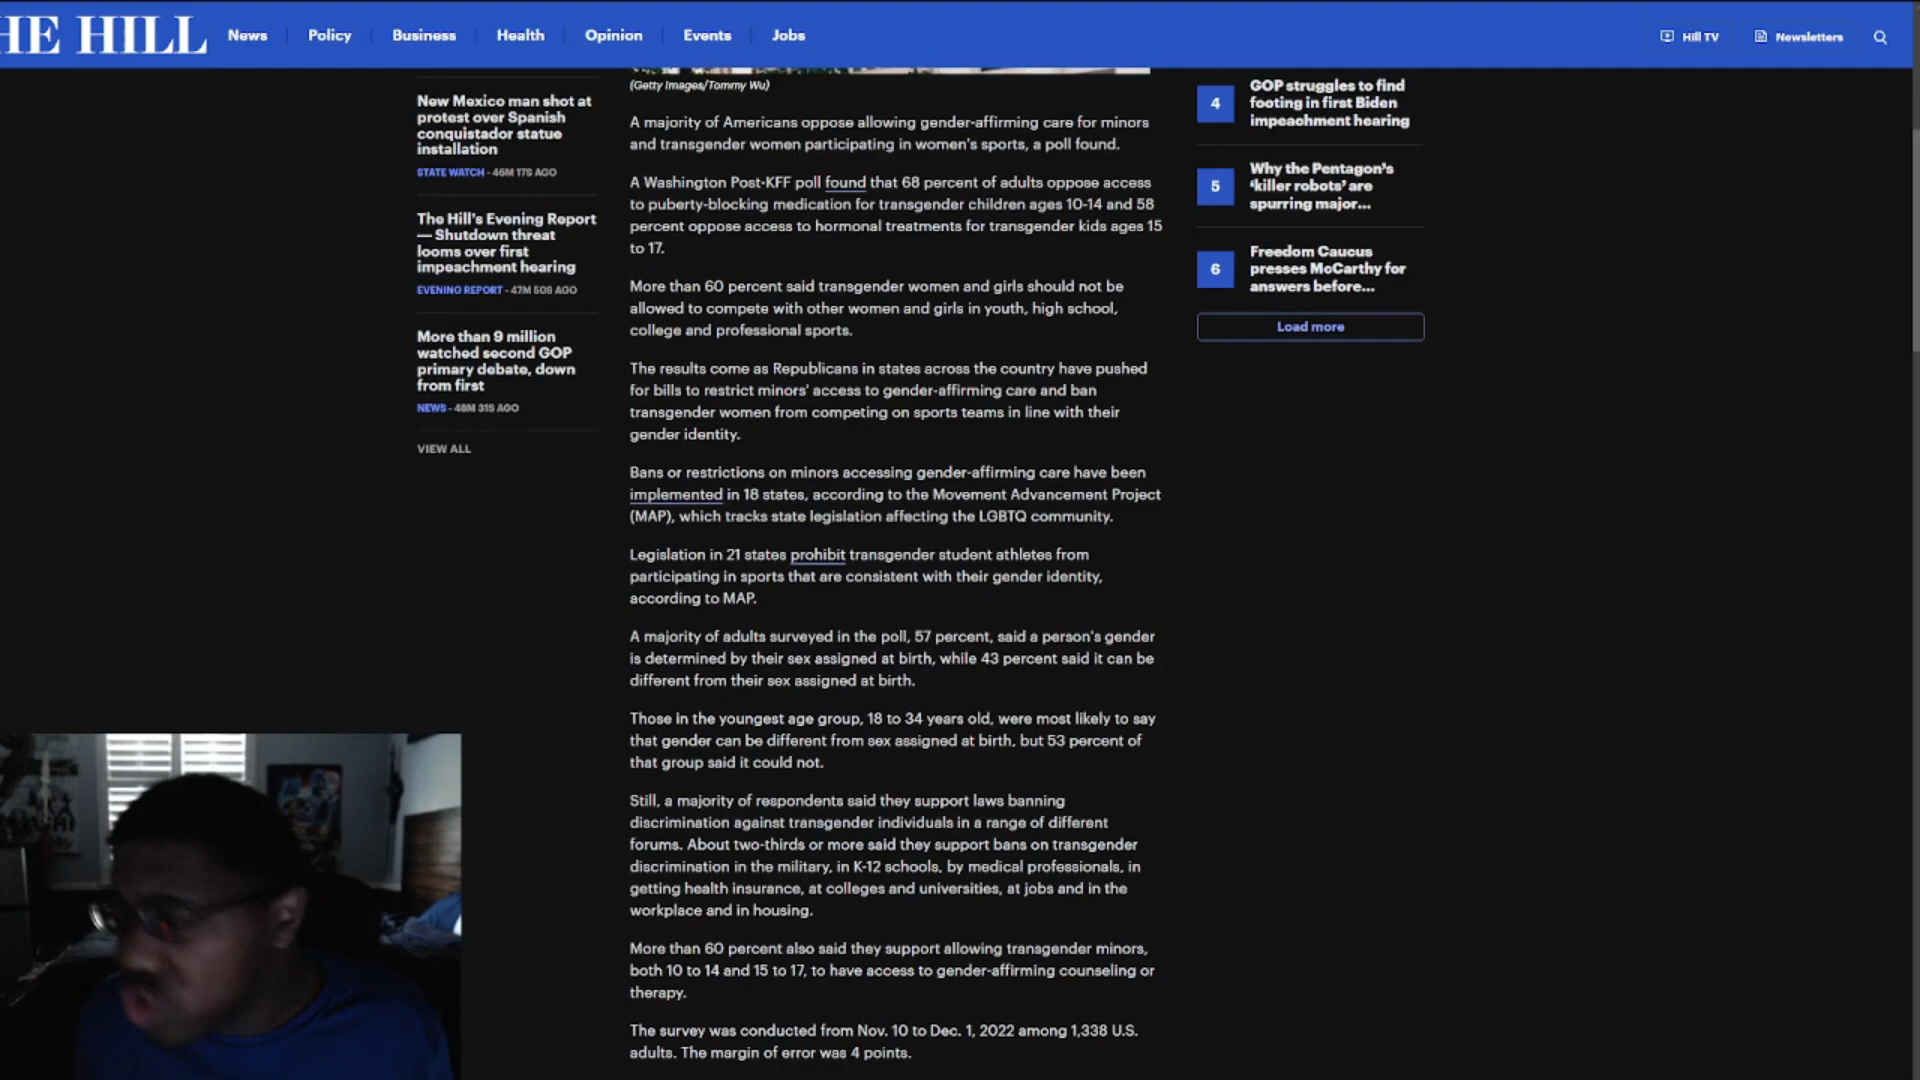 HE HILL
News
Policy
Business
Health
Opinion
Events
Jobs
Hill TV
Newsletters
New Mexico man shot at
protest over Spanish
conquistador statue
installation
STATE WATCH - 46M 17S AGO
The Hill's Evening Report
— Shutdown threat
looms over first
impeachment hearing
EVENING REPORT - 47M 50S AGO
More than 9 million
watched second GOP
primary debate, down
from first
NEWS - 48M 31S AGO
VIEW ALL
(Getty Images/Tommy Wu)
A majority of Americans oppose allowing gender-affirming care for minors
and transgender women participating in women's sports, a poll found.
A Washington Post-KFF poll found that 68 percent of adults oppose access
to puberty-blocking medication for transgender children ages 10-14 and 58
percent oppose access to hormonal treatments for transgender kids ages 15
to 17.
More than 60 percent said transgender women and girls should not be
allowed to compete with other women and girls in youth, high school,
college and professional sports.
The results come as Republicans in states across the country have pushed
for bills to restrict minors' access to gender-affirming care and ban
transgender women from competing on sports teams in line with their
gender identity.
Bans or restrictions on minors accessing gender-affirming care have been
implemented in 18 states, according to the Movement Advancement Project
(MAP), which tracks state legislation affecting the LGBTQ community.
Legislation in 21 states prohibit transgender student athletes from
participating in sports that are consistent with their gender identity,
according to MAP.
A majority of adults surveyed in the poll, 57 percent, said a person's gender
is determined by their sex assigned at birth, while 43 percent said it can be
different from their sex assigned at birth.
Those in the youngest age group, 18 to 34 years old, were most likely to say
that gender can be different from sex assigned at birth, but 53 percent of
that group said it could not.
Still, a majority of respondents said they support laws banning
discrimination against transgender individuals in a range of different
forums. About two-thirds or more said they support bans on transgender
discrimination in the military, in K-12 schools, by medical professionals, in
getting health insurance, at colleges and universities, at jobs and in the
workplace and in housing.
More than 60 percent also said they support allowing transgender minors,
both 10 to 14 and 15 to 17, to have access to gender-affirming counseling or
therapy.
The survey was conducted from Nov. 10 to Dec. 1, 2022 among 1,338 U.S.
adults. The margin of error was 4 points.
4
GOP struggles to find
footing in first Biden
impeachment hearing
5
Why the Pentagon's
'killer robots' are
spurring major...
6
Freedom Caucus
presses McCarthy for
answers before...
Load more